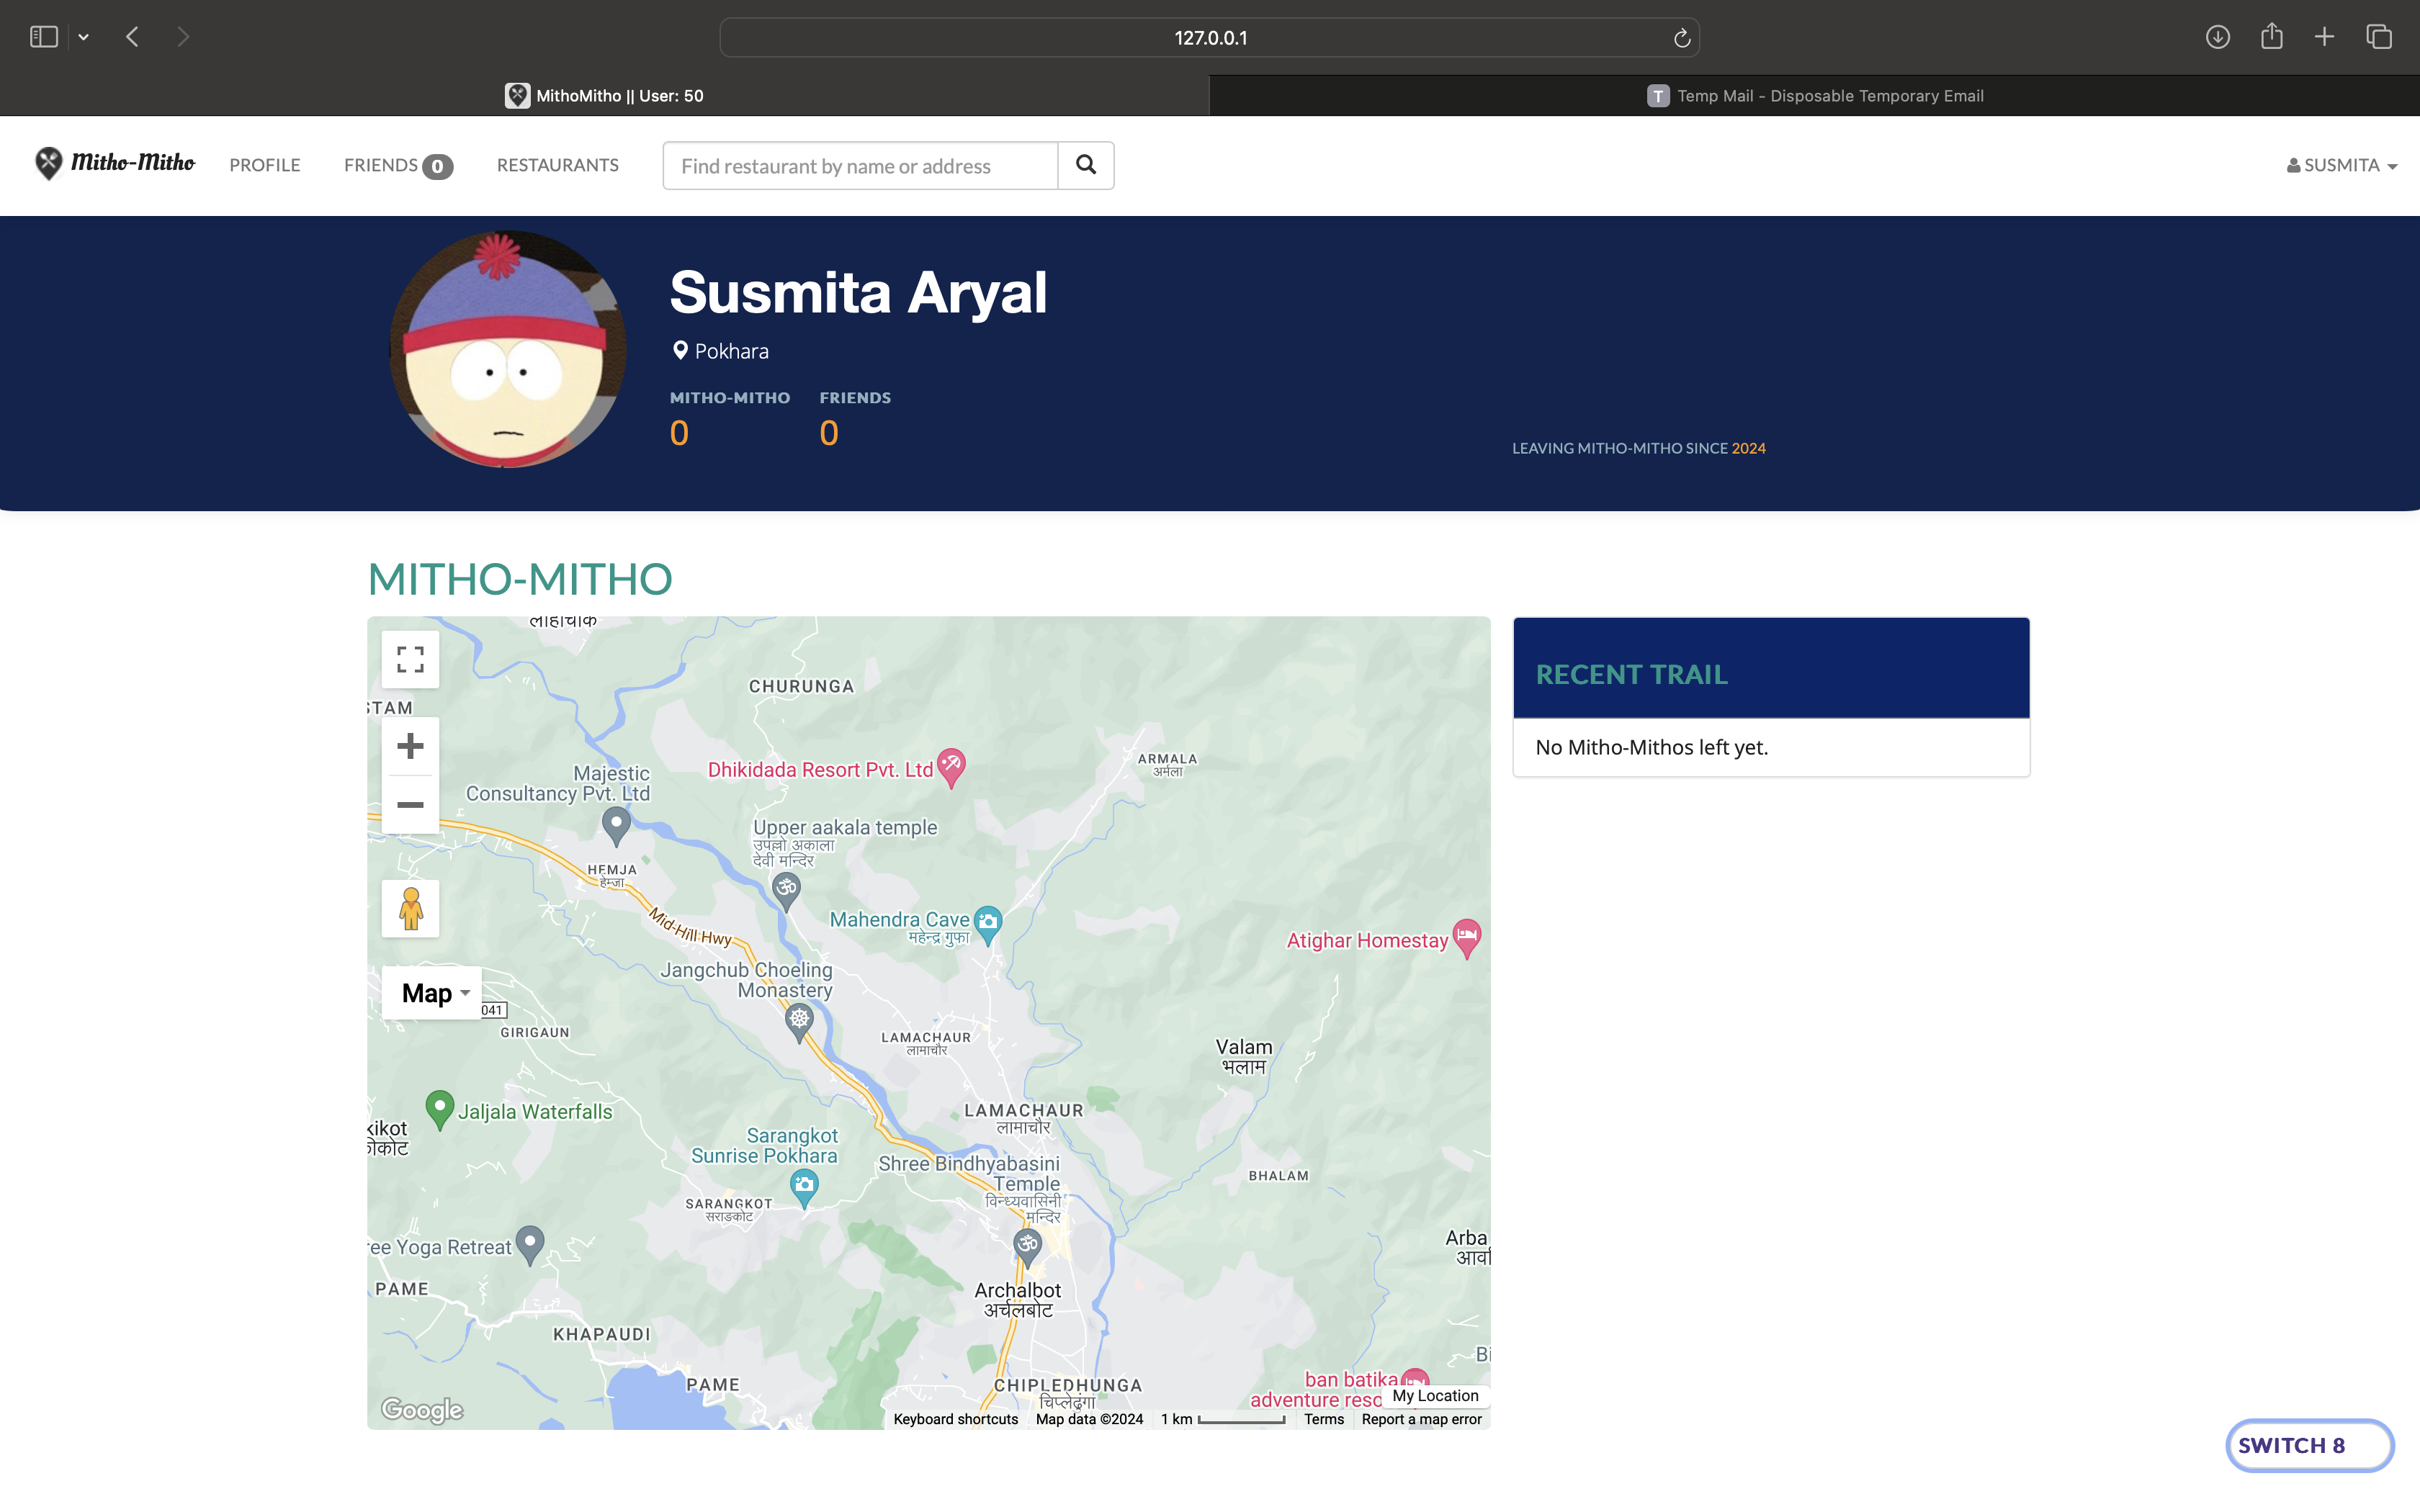 127.0.0.1
MithoMitho || User: 50
T Temp Mail - Disposable Temporary Email
Mitho-Mitho PROFILE FRIENDS 0 RESTAURANTS Find restaurant by name or address SUSMITA
Susmita Aryal
Pokhara
MITHO-MITHO FRIENDS
0 0
LEAVING MITHO-MITHO SINCE 2024
MITHO-MITHO
CHURUNGA
STAM
Dhikidada Resort Pvt. Ltd
ARMALA
अर्मला
Majestic
Consultancy Pvt. Ltd
Upper aakala temple
उपल्लो अकाला
देवी मन्दिर
HEMJA
हेम्जा
Mid-Hill Hwy
Mahendra Cave
महेन्द्र गुफा
Atighar Homestay
Jangchub Choeling
Monastery
Map
041
GIRIGAUN
LAMACHAUR
लामाचौर
Valam
भलाम
Jaljala Waterfalls
kikot
LAMACHAUR
लामाचौर
Sarangkot
Sunrise Pokhara
Shree Bindhyabasini
Temple
विन्ध्यवासिनी
मन्दिर
BHALAM
SARANGKOT
सराङकोट
ree Yoga Retreat
Arba
PAME
Archalbot
अर्चलबोट
KHAPAUDI
Bi
PAME
CHIPLEDHUNGA
चिप्लेढुंगा
ban batika
adventure reso
My Location
Google
Keyboard shortcuts Map data ©2024 1 km Terms Report a map error
RECENT TRAIL
No Mitho-Mithos left yet.
SWITCH 8